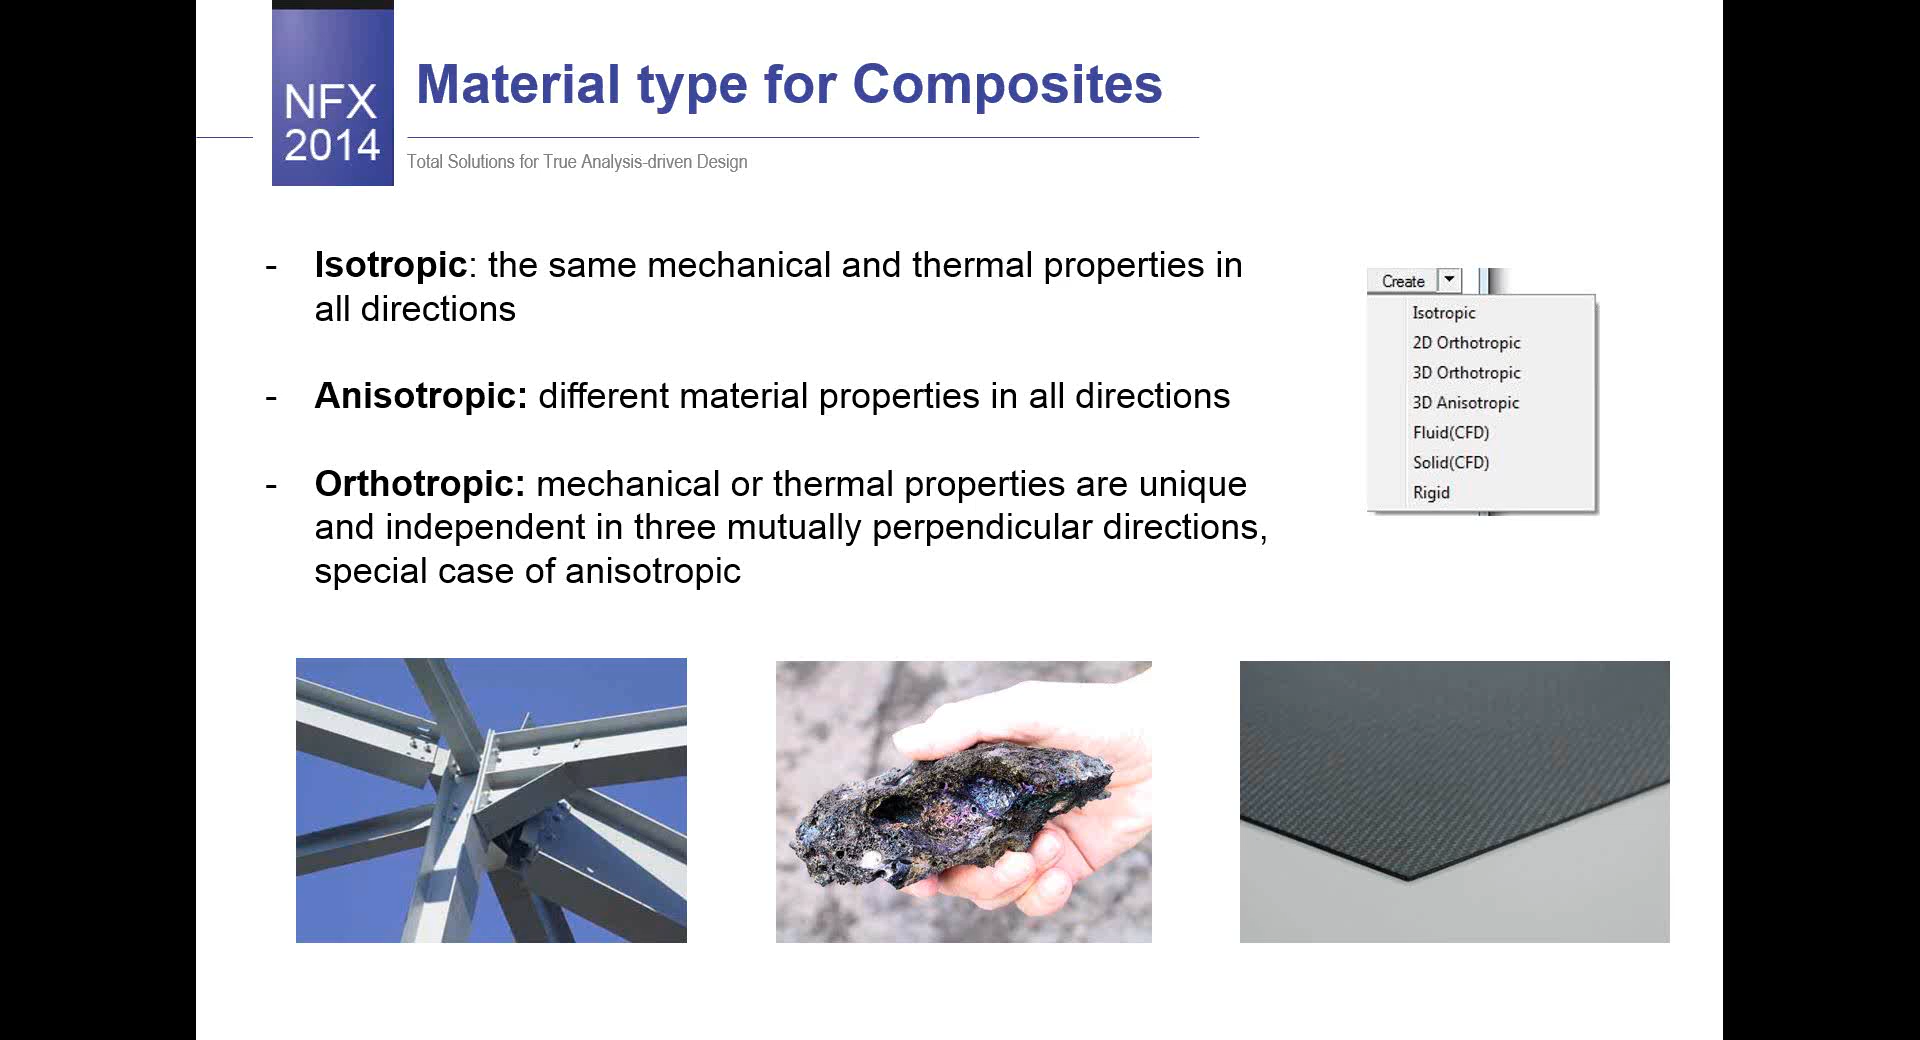 NFX
2014
Material type for Composites
Total Solutions for True Analysis-driven Design
- Isotropic: the same mechanical and thermal properties in
all directions
- Anisotropic: different material properties in all directions
- Orthotropic: mechanical or thermal properties are unique
and independent in three mutually perpendicular directions,
special case of anisotropic
Create
Isotropic
2D Orthotropic
3D Orthotropic
3D Anisotropic
Fluid(CFD)
Solid(CFD)
Rigid